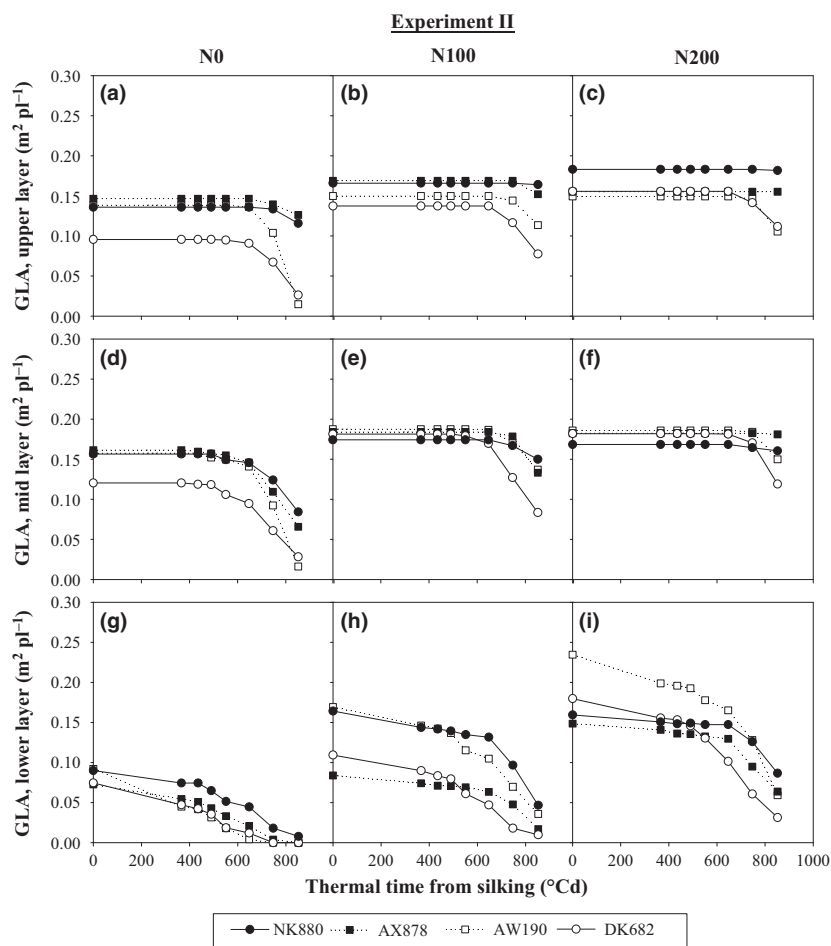 Experiment II
N0 N100 N200
GLA, upper layer (m² pl⁻¹)
0.30
0.25
0.20
0.15
0.10
0.05
0.00
(a) (b) (c)
GLA, mid layer (m² pl⁻¹)
0.30
0.25
0.20
0.15
0.10
0.05
0.00
(d) (e) (f)
GLA, lower layer (m² pl⁻¹)
0.30
0.25
0.20
0.15
0.10
0.05
0.00
(g) (h) (i)
0 200 400 600 800 0 200 400 600 800 0 200 400 600 800 1000
Thermal time from silking (°Cd)
NK880 AX878 AW190 DK682